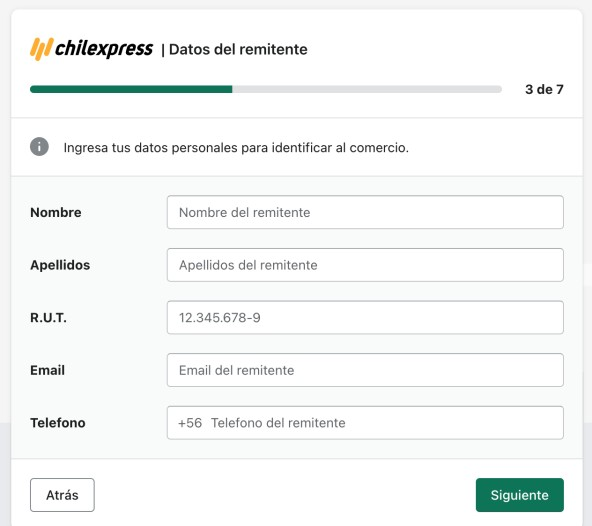 chilexpress | Datos del remitente
3 de 7
Ingresa tus datos personales para identificar al comercio.
Nombre Nombre del remitente
Apellidos Apellidos del remitente
R.U.T. 12.345.678-9
Email Email del remitente
Telefono +56 Telefono del remitente
Atrás Siguiente